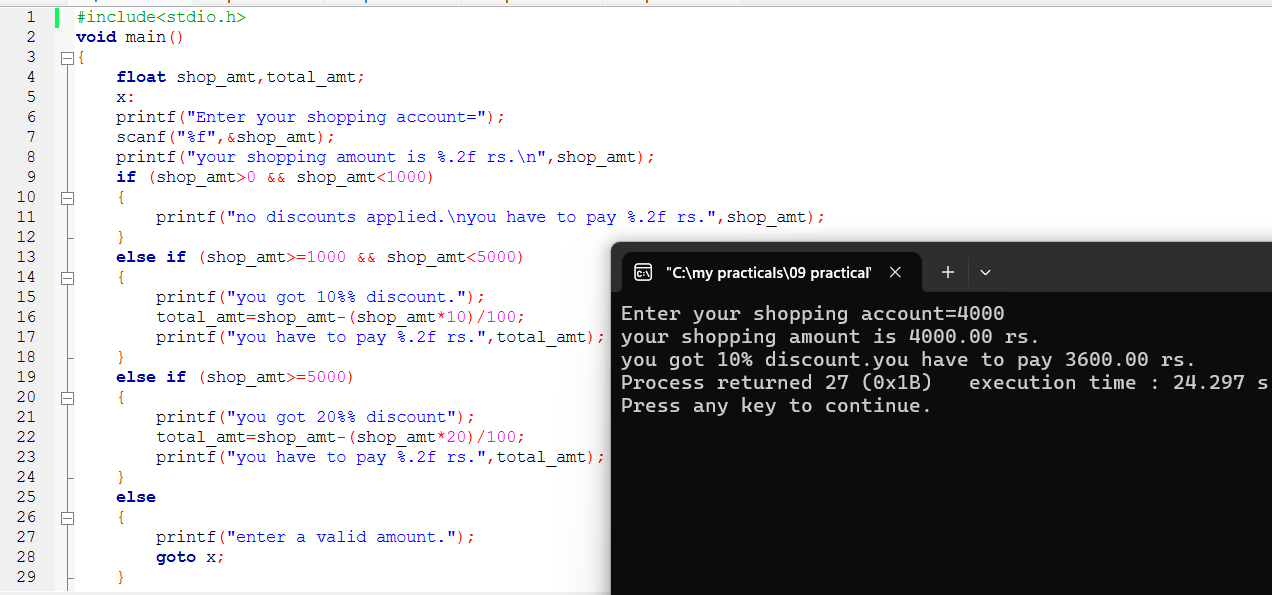 1 #include<stdio.h>
2 void main()
3 {
4 float shop_amt,total_amt;
5 x:
6 printf("Enter your shopping account=");
7 scanf("%f",&shop_amt);
8 printf("your shopping amount is %.2f rs.\n",shop_amt);
9 if (shop_amt>0 && shop_amt<1000)
10 {
11 printf("no discounts applied.\nyou have to pay %.2f rs.",shop_amt);
12 }
13 else if (shop_amt>=1000 && shop_amt<5000)
14 {
15 printf("you got 10%% discount.");
16 total_amt=shop_amt-(shop_amt*10)/100;
17 printf("you have to pay %.2f rs.",total_amt);
18 }
19 else if (shop_amt>=5000)
20 {
21 printf("you got 20%% discount");
22 total_amt=shop_amt-(shop_amt*20)/100;
23 printf("you have to pay %.2f rs.",total_amt);
24 }
25 else
26 {
27 printf("enter a valid amount.");
28 goto x;
29 }
"C:\my practicals\09 practical'
Enter your shopping account=4000
your shopping amount is 4000.00 rs.
you got 10% discount.you have to pay 3600.00 rs.
Process returned 27 (0x1B)   execution time : 24.297 s
Press any key to continue.